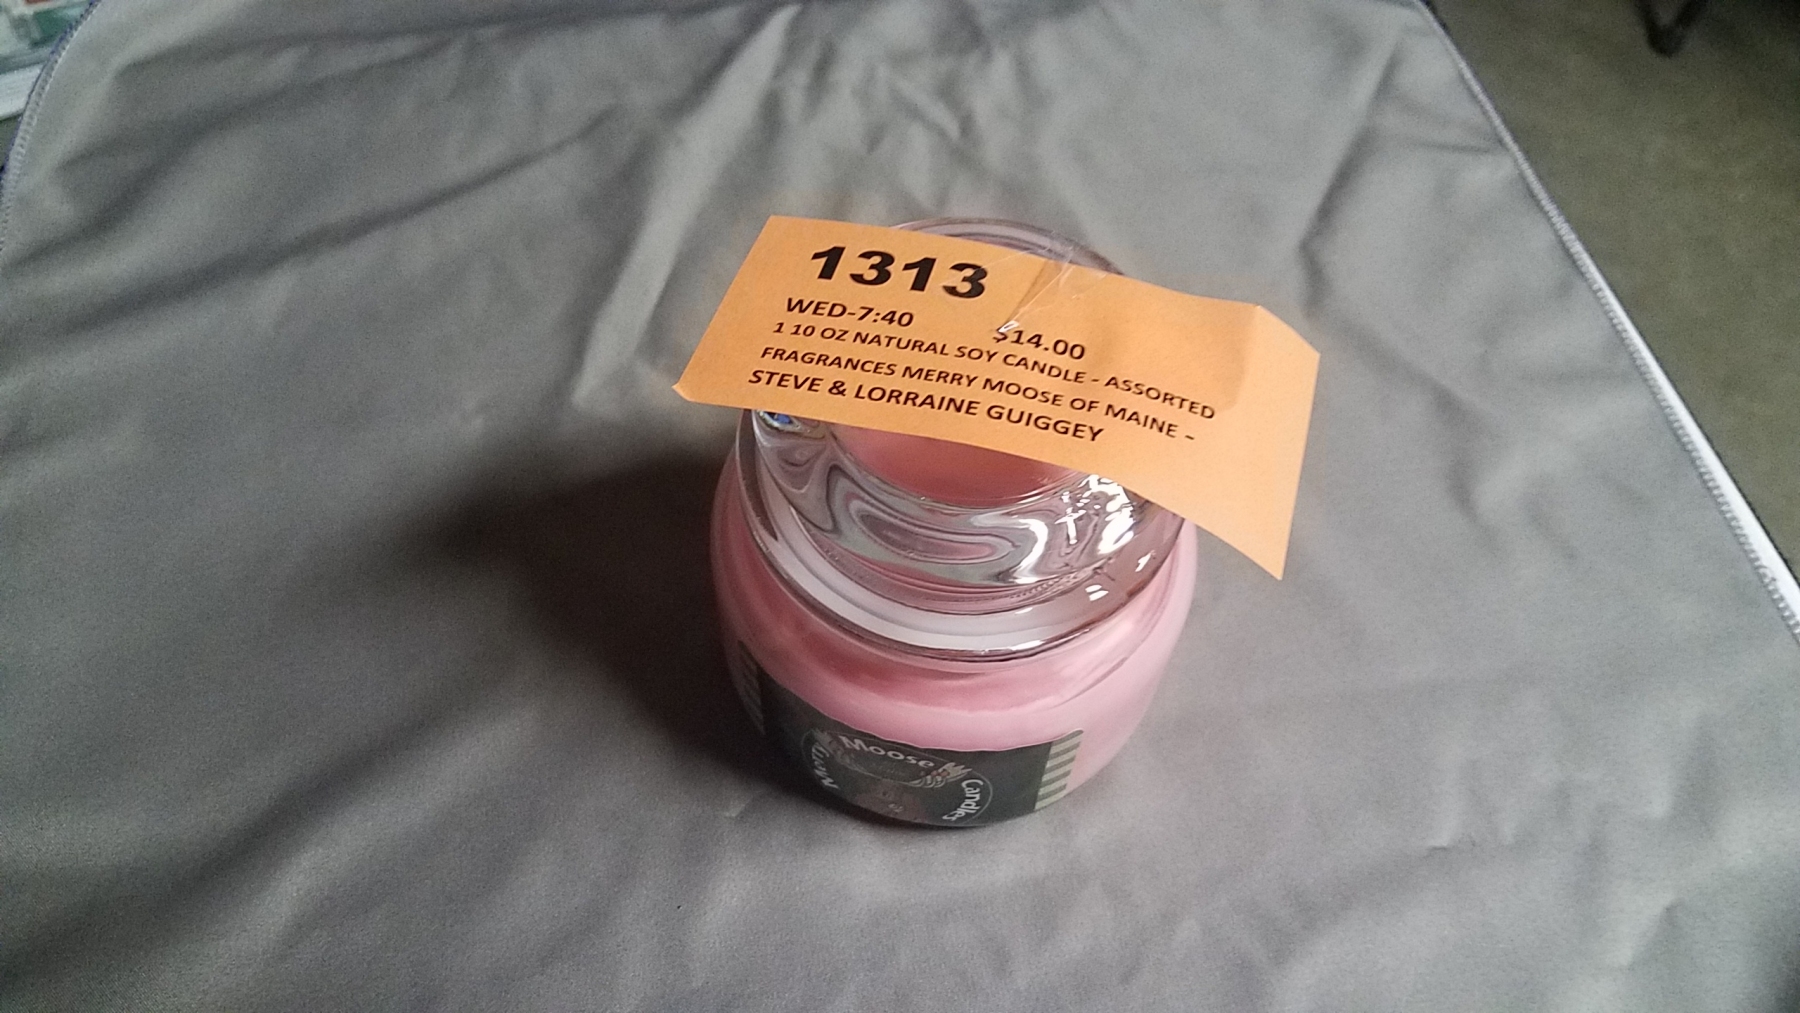 1313
WED-7:40 $14.00
1 10 OZ NATURAL SOY CANDLE - ASSORTED
FRAGRANCES MERRY MOOSE OF MAINE -
STEVE & LORRAINE GUIGGEY
Merry Moose Candles